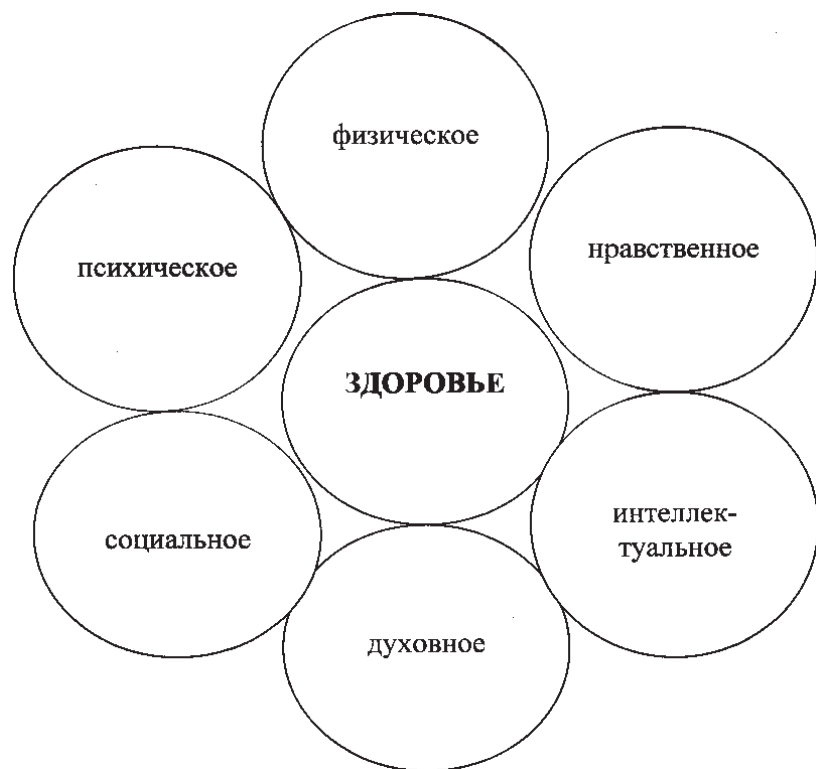 физическое
нравственное
психическое
ЗДОРОВЬЕ
интеллек-
туальное
социальное
духовное